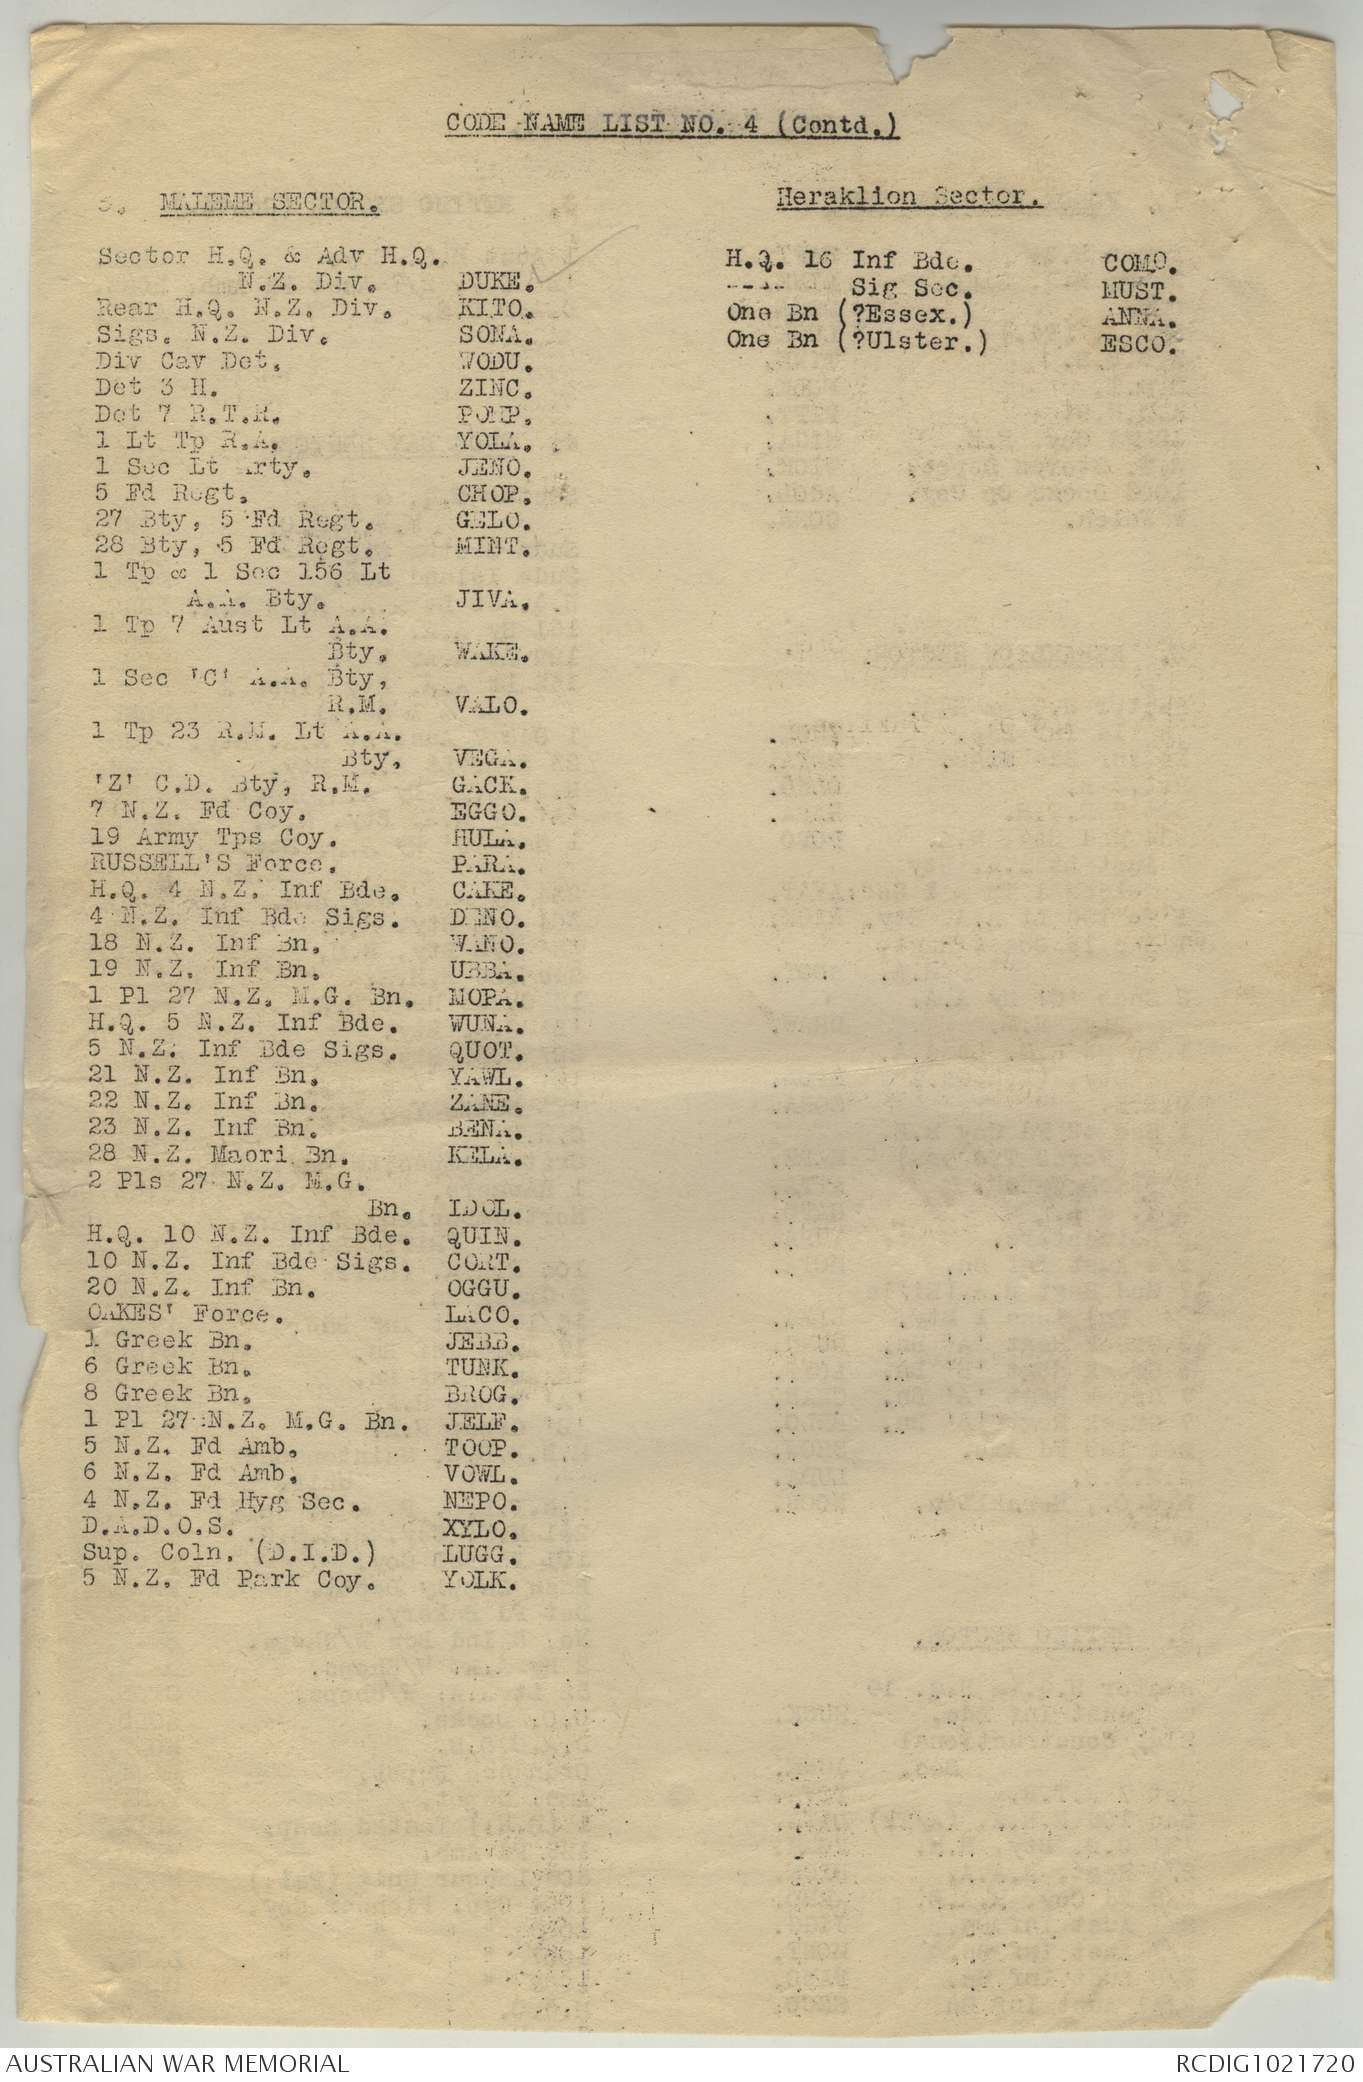 CODE NAME LIST NO. 4 (Contd.)
5. MALEME SECTOR.
Sector H.Q. & Adv H.Q.
N.Z. Div. DUKE.
Rear H.Q. N.Z. Div. KITO.
Sigs. N.Z. Div. SOMA.
Div Cav Det. WODU.
Det 3 H. ZINC.
Det 7 R.T.R. POMP.
1 Lt Tp R.A. YOLA.
1 Sec Lt Arty. JENO.
5 Fd Regt. CHOP.
27 Bty, 5 Fd Regt. GELO.
28 Bty, 5 Fd Regt. MINT.
1 Tp & 1 Sec 156 Lt
A.A. Bty. JIVA.
1 Tp 7 Aust Lt A.A.
Bty. WAKE.
1 Sec 'C' A.A. Bty,
R.M. VALO.
1 Tp 23 R.M. Lt A.A.
Bty, VEGA.
'Z' C.D. Bty, R.M. GACK.
7 N.Z. Fd Coy. EGGO.
19 Army Tps Coy. HULA.
RUSSELL'S Force. PARA.
H.Q. 4 N.Z. Inf Bde. CAKE.
4 N.Z. Inf Bde Sigs. DENO.
18 N.Z. Inf Bn. WANO.
19 N.Z. Inf Bn. UBBA.
1 Pl 27 N.Z. M.G. Bn. MOPA.
H.Q. 5 N.Z. Inf Bde. WUNA.
5 N.Z. Inf Bde Sigs. QUOT.
21 N.Z. Inf Bn. YAWL.
22 N.Z. Inf Bn. ZANE.
23 N.Z. Inf Bn. BENA.
28 N.Z. Maori Bn. KELA.
2 Pls 27 N.Z. M.G.
Bn. IDOL.
H.Q. 10 N.Z. Inf Bde. QUIN.
10 N.Z. Inf Bde Sigs. CORT.
20 N.Z. Inf Bn. OGGU.
OAKES' Force. LACO.
1 Greek Bn. JEBB.
6 Greek Bn. TUNK.
8 Greek Bn. BROG.
1 Pl 27 N.Z. M.G. Bn. JELF.
5 N.Z. Fd Amb. TOOP.
6 N.Z. Fd Amb. VOWL.
4 N.Z. Fd Hyg Sec. NEPO.
D.A.D.O.S. XYLO.
Sup. Coln. (D.I.D.) LUGG.
5 N.Z. Fd Park Coy. YOLK.
Heraklion Sector.
H.Q. 16 Inf Bde. COMO.
---- Sig Sec. MUST.
One Bn (?Essex.) ANNA.
One Bn (?Ulster.) ESCO.
AUSTRALIAN WAR MEMORIAL RCDIG1021720